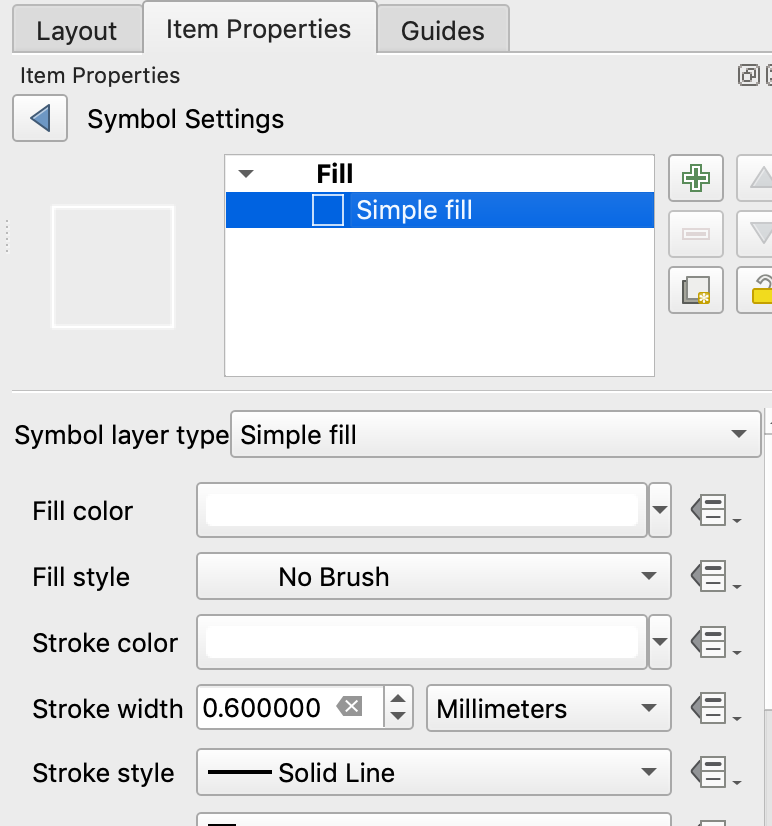 Layout Item Properties Guides
Item Properties
Symbol Settings
Fill
Simple fill
Symbol layer type Simple fill
Fill color
Fill style No Brush
Stroke color
Stroke width 0.600000 Millimeters
Stroke style Solid Line